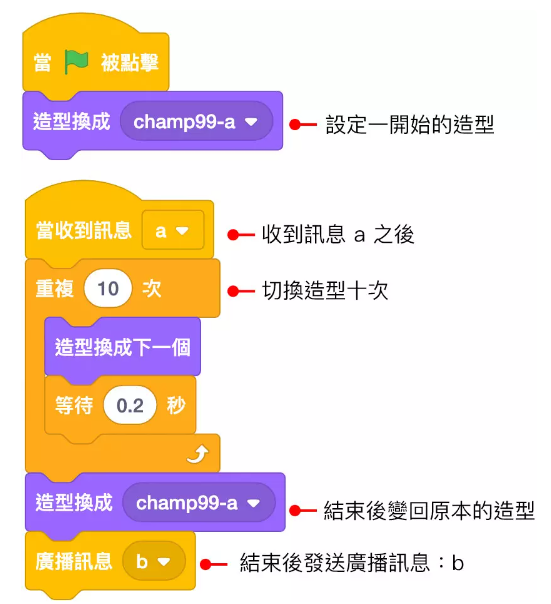 當 被點擊
造型換成 champ99-a 設定一開始的造型
當收到訊息 a 收到訊息 a 之後
重複 10 次 切換造型十次
造型換成下一個
等待 0.2 秒
造型換成 champ99-a 結束後變回原本的造型
廣播訊息 b 結束後發送廣播訊息：b